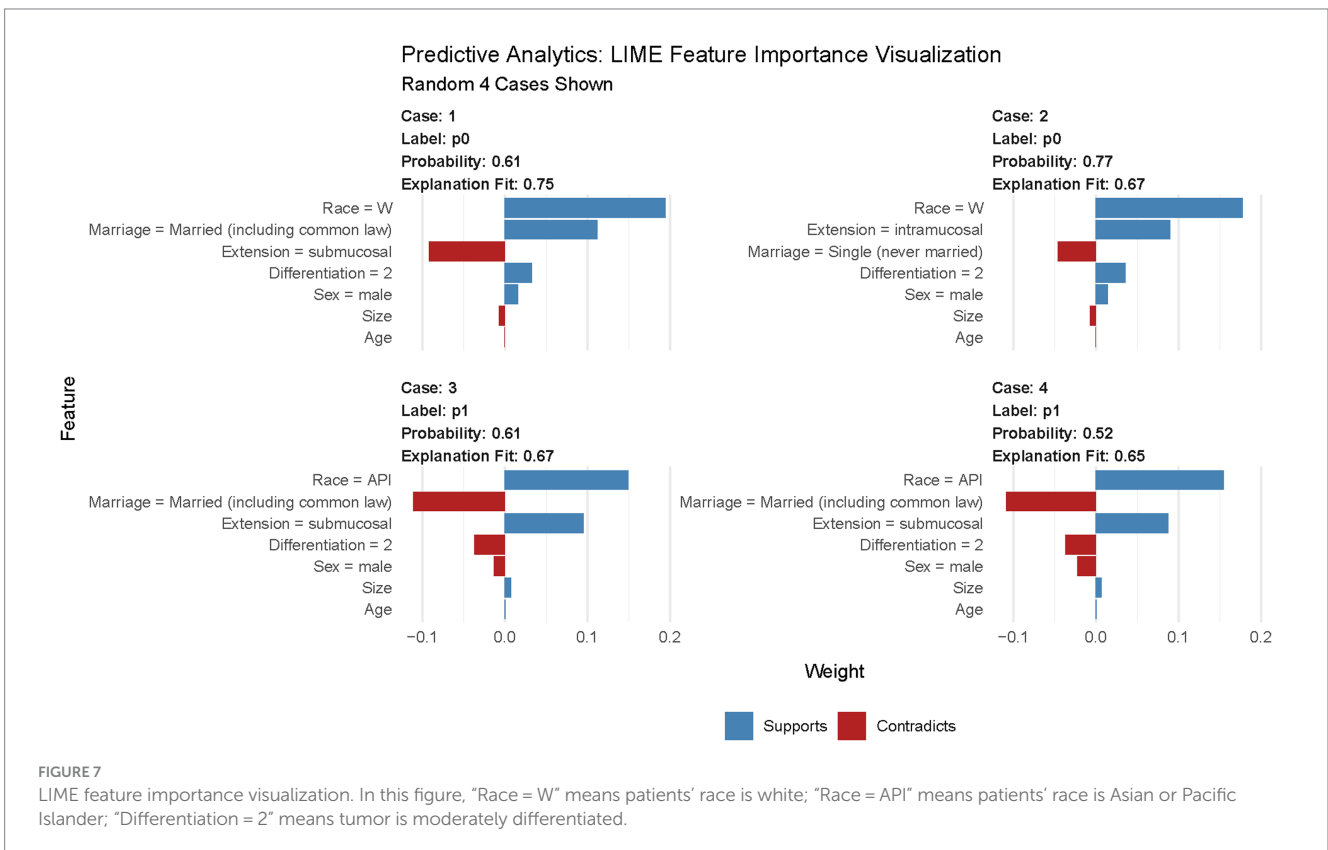 Predictive Analytics: LIME Feature Importance Visualization
Random 4 Cases Shown
Case: 1
Label: p0
Probability: 0.61
Explanation Fit: 0.75
Race = W
Marriage = Married (including common law)
Extension = submucosal
Differentiation = 2
Sex = male
Size
Age
Case: 2
Label: p0
Probability: 0.77
Explanation Fit: 0.67
Race = W
Extension = intramucosal
Marriage = Single (never married)
Differentiation = 2
Sex = male
Size
Age
Feature
Case: 3
Label: p1
Probability: 0.61
Explanation Fit: 0.67
Race = API
Marriage = Married (including common law)
Extension = submucosal
Differentiation = 2
Sex = male
Size
Age
−0.1 0.0 0.1 0.2
Case: 4
Label: p1
Probability: 0.52
Explanation Fit: 0.65
Race = API
Marriage = Married (including common law)
Extension = submucosal
Differentiation = 2
Sex = male
Size
Age
−0.1 0.0 0.1 0.2
Weight
Supports Contradicts
FIGURE 7
LIME feature importance visualization. In this figure, “Race = W” means patients’ race is white; “Race = API” means patients’ race is Asian or Pacific
Islander; “Differentiation = 2” means tumor is moderately differentiated.